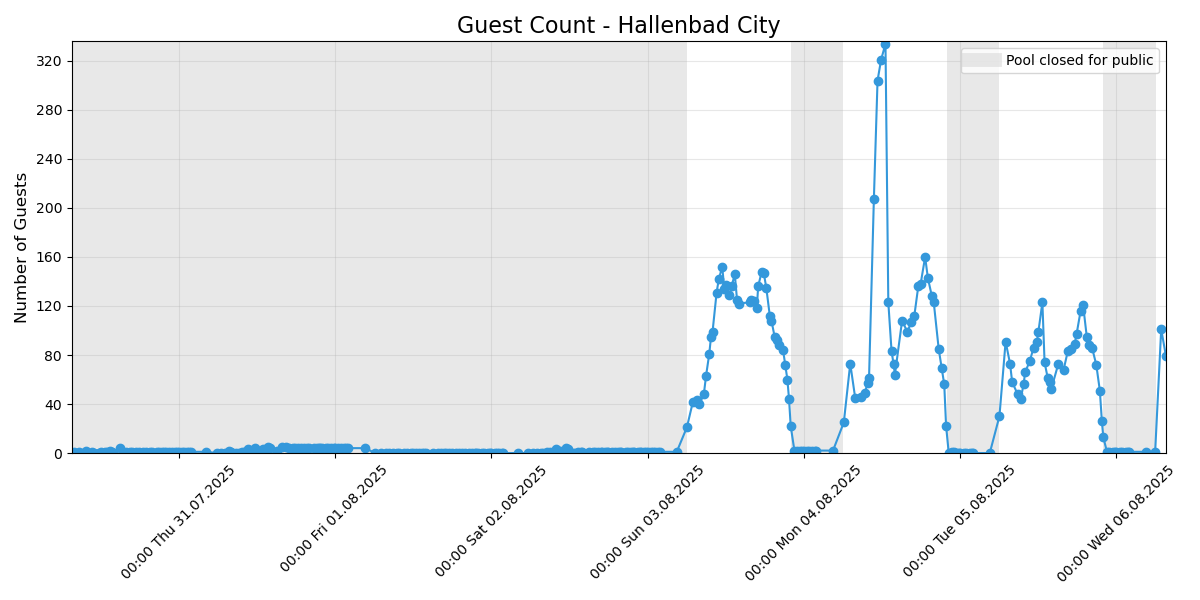 Guest Count - Hallenbad City
Pool closed for public
Number of Guests
320
280
240
200
160
120
80
40
0
00:00 Thu 31.07.2025
00:00 Fri 01.08.2025
00:00 Sat 02.08.2025
00:00 Sun 03.08.2025
00:00 Mon 04.08.2025
00:00 Tue 05.08.2025
00:00 Wed 06.08.2025